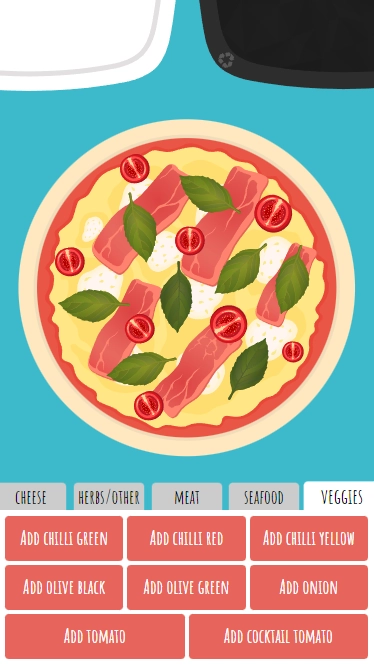 CHEESE
HERBS/OTHER
MEAT
SEAFOOD
VEGGIES
ADD CHILLI GREEN
ADD CHILLI RED
ADD CHILLI YELLOW
ADD OLIVE BLACK
ADD OLIVE GREEN
ADD ONION
ADD TOMATO
ADD COCKTAIL TOMATO